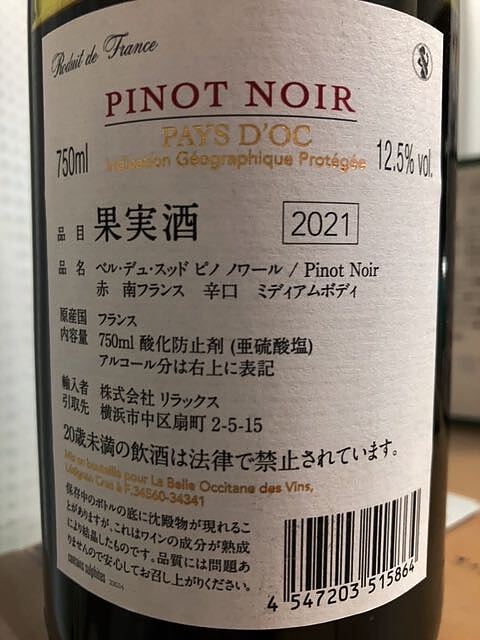 Produit de France
PINOT NOIR
PAYS D'OC
Indication Géographique Protégée
750ml
12.5% vol.
品目 果実酒 2021
品名 ベル・デュ・スッド ピノ ノワール / Pinot Noir
赤 南フランス 辛口 ミディアムボディ
原産国 フランス
内容量 750ml 酸化防止剤 (亜硫酸塩)
アルコール分は右上に表記
輸入者 株式会社 リラックス
引取先 横浜市中区扇町 2-5-15
20歳未満の飲酒は法律で禁止されています。
Mis en bouteille pour La Belle Occitane des Vins,
à F.34560-34341
保存中のボトルの底に沈殿物が現れるこ
とがありますが、これはワインの成分が熟成
により結晶したものです。品質には問題あ
りませんので安心してお召し上がりください。
contains sulphites
4 547203 515864